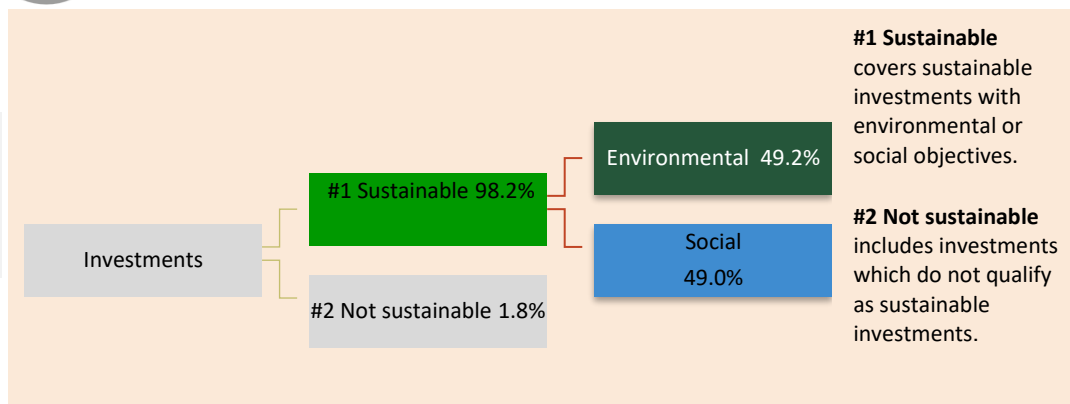 Investments
#1 Sustainable 98.2%
#2 Not sustainable 1.8%
Environmental 49.2%
Social
49.0%
#1 Sustainable
covers sustainable
investments with
environmental or
social objectives.
#2 Not sustainable
includes investments
which do not qualify
as sustainable
investments.